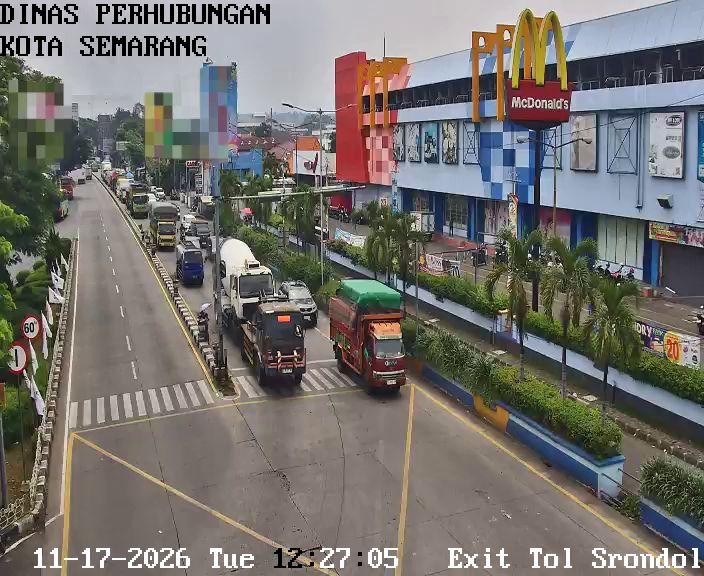 DINAS PERHUBUNGAN
KOTA SEMARANG
McDonald's
60
20
11-17-2026 Tue 12:27:05 Exit Tol Srondol